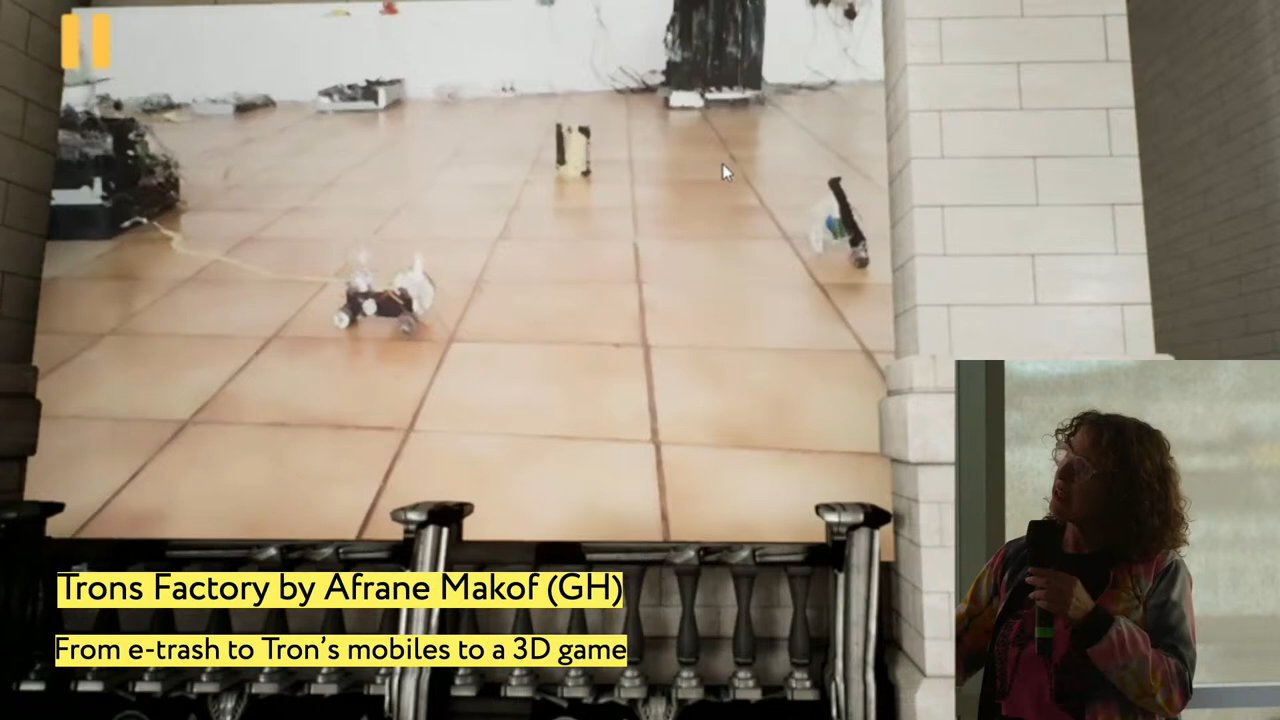 Trons Factory by Afrane Makof (GH)
From e-trash to Tron’s mobiles to a 3D game